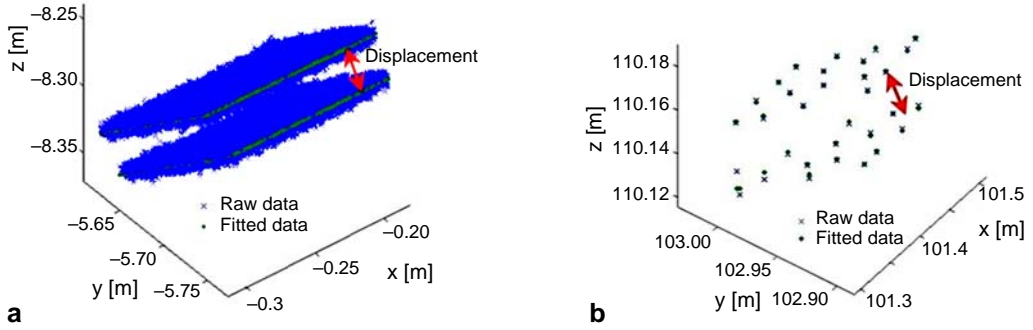 z [m]
–8.25
–8.30
–8.35
Displacement
× Raw data
• Fitted data
–5.65
–5.70
–5.75
y [m]
–0.20
–0.25
–0.3
x [m]
a
z [m]
110.18
110.16
110.14
110.12
Displacement
× Raw data
• Fitted data
103.00
102.95
102.90
y [m]
101.5
101.4
101.3
x [m]
b